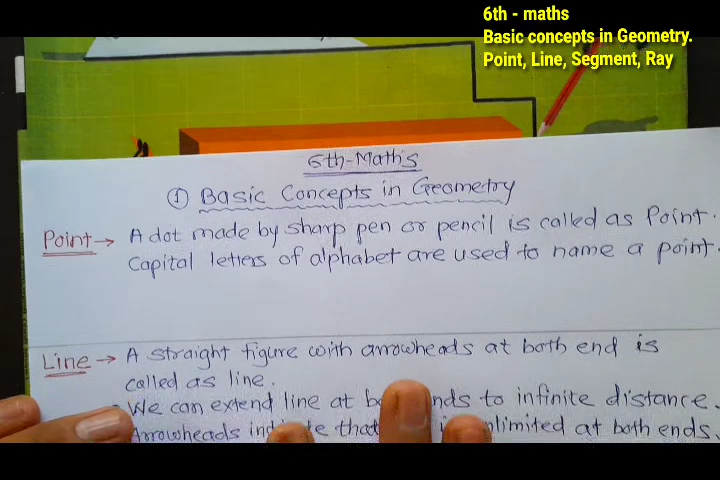 6th - maths
Basic concepts in Geometry.
Point, Line, Segment, Ray
6th-Math's
① Basic Concepts in Geometry
Point → A dot made by sharp pen or pencil is called as Point.
Capital letters of alphabet are used to name a point.
Line → A straight figure with arrowheads at both end is
called as line.
We can extend line at ends to infinite distance.
Arrowheads that unlimited at both ends.